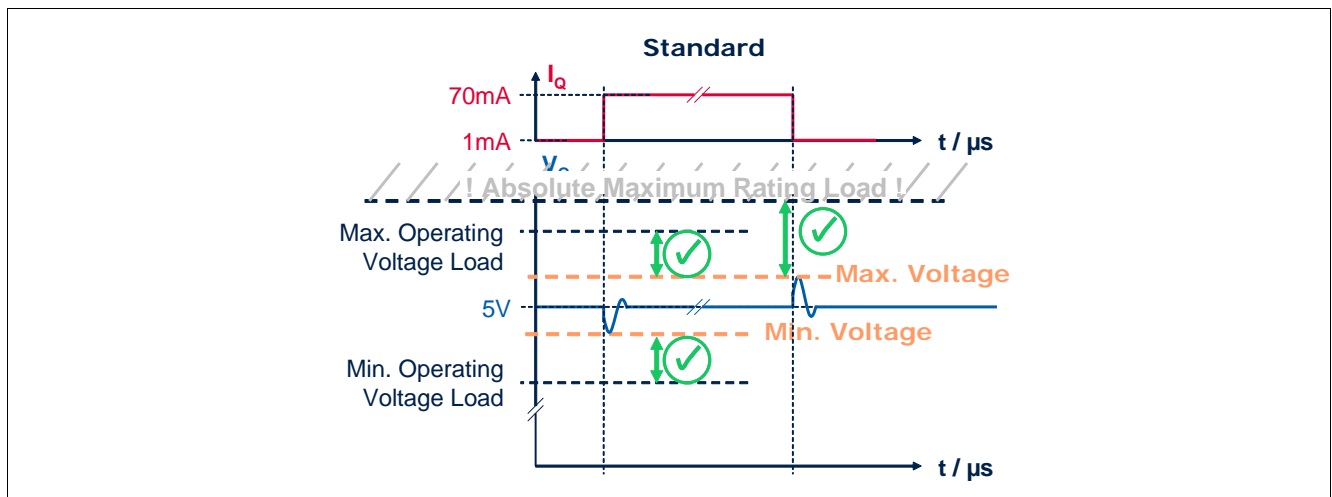 Standard
I_Q
70mA
1mA
t / µs
! Absolute Maximum Rating Load !
Max. Operating
Voltage Load
Max. Voltage
5V
Min. Voltage
Min. Operating
Voltage Load
t / µs